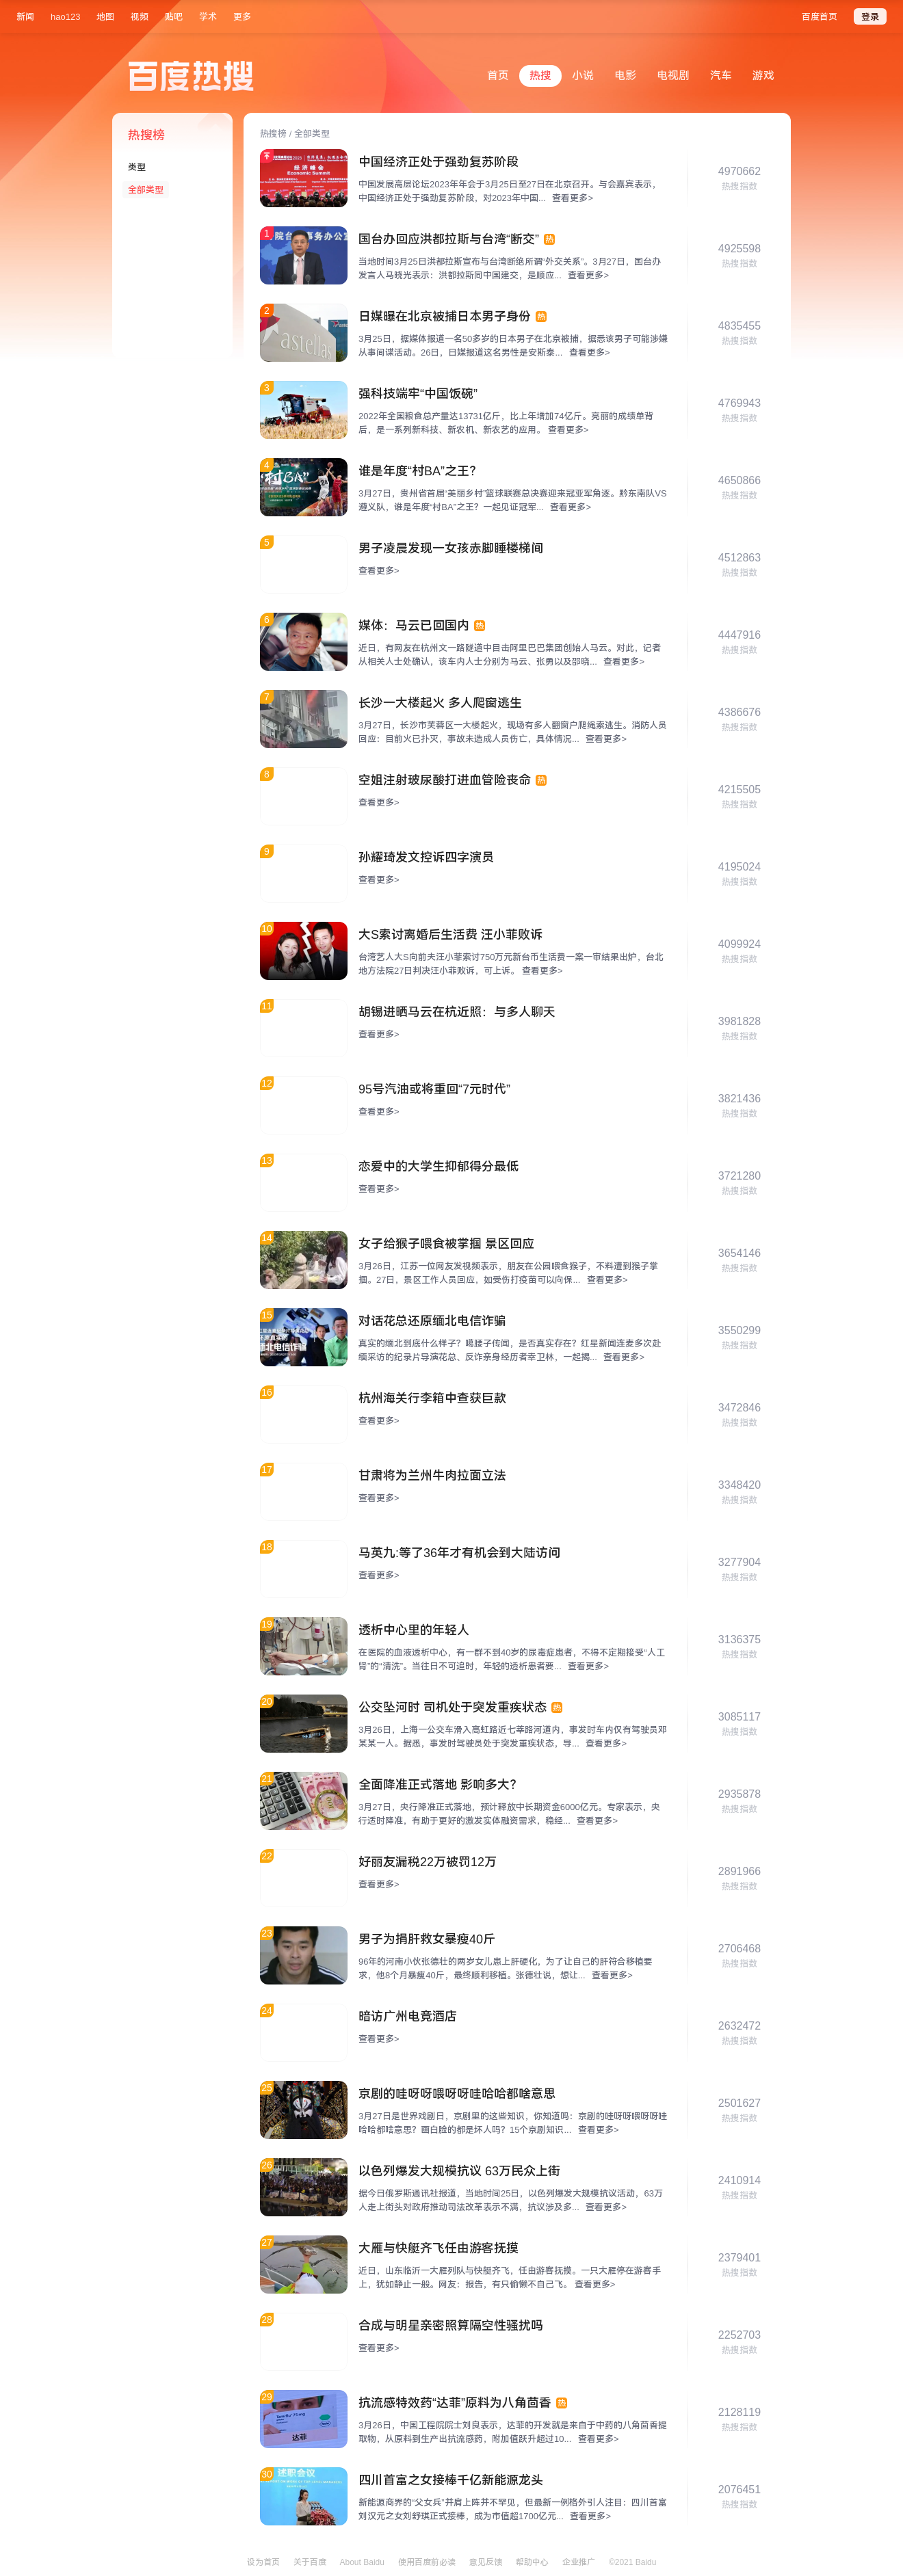 新闻 hao123 地图 视频 贴吧 学术 更多 百度首页 登录
百度热搜
首页 热搜 小说 电影 电视剧 汽车 游戏
热搜榜
类型
全部类型
热搜榜 / 全部类型
中国经济正处于强劲复苏阶段
中国发展高层论坛2023年年会于3月25日至27日在北京召开。与会嘉宾表示，
中国经济正处于强劲复苏阶段，对2023年中国... 查看更多>
4970662
热搜指数
1
国台办回应洪都拉斯与台湾“断交” 热
当地时间3月25日洪都拉斯宣布与台湾断绝所谓“外交关系”。3月27日，国台办
发言人马晓光表示：洪都拉斯同中国建交，是顺应... 查看更多>
4925598
热搜指数
2
astellas
日媒曝在北京被捕日本男子身份 热
3月25日，据媒体报道一名50多岁的日本男子在北京被捕，据悉该男子可能涉嫌
从事间谍活动。26日，日媒报道这名男性是安斯泰... 查看更多>
4835455
热搜指数
3
强科技端牢“中国饭碗”
2022年全国粮食总产量达13731亿斤，比上年增加74亿斤。亮丽的成绩单背
后，是一系列新科技、新农机、新农艺的应用。 查看更多>
4769943
热搜指数
4
村BA”
谁是年度“村BA”之王？
3月27日，贵州省首届“美丽乡村”篮球联赛总决赛迎来冠亚军角逐。黔东南队VS
遵义队，谁是年度“村BA”之王？一起见证冠军... 查看更多>
4650866
热搜指数
5
男子凌晨发现一女孩赤脚睡楼梯间
查看更多>
4512863
热搜指数
6
媒体：马云已回国内 热
近日，有网友在杭州文一路隧道中目击阿里巴巴集团创始人马云。对此，记者
从相关人士处确认，该车内人士分别为马云、张勇以及邵晓... 查看更多>
4447916
热搜指数
7
长沙一大楼起火 多人爬窗逃生
3月27日，长沙市芙蓉区一大楼起火，现场有多人翻窗户爬绳索逃生。消防人员
回应：目前火已扑灭，事故未造成人员伤亡，具体情况... 查看更多>
4386676
热搜指数
8
空姐注射玻尿酸打进血管险丧命 热
查看更多>
4215505
热搜指数
9
孙耀琦发文控诉四字演员
查看更多>
4195024
热搜指数
10
大S索讨离婚后生活费 汪小菲败诉
台湾艺人大S向前夫汪小菲索讨750万元新台币生活费一案一审结果出炉，台北
地方法院27日判决汪小菲败诉，可上诉。 查看更多>
4099924
热搜指数
11
胡锡进晒马云在杭近照：与多人聊天
查看更多>
3981828
热搜指数
12
95号汽油或将重回“7元时代”
查看更多>
3821436
热搜指数
13
恋爱中的大学生抑郁得分最低
查看更多>
3721280
热搜指数
14
女子给猴子喂食被掌掴 景区回应
3月26日，江苏一位网友发视频表示，朋友在公园喂食猴子，不料遭到猴子掌
掴。27日，景区工作人员回应，如受伤打疫苗可以向保... 查看更多>
3654146
热搜指数
15
缅北电信诈骗
对话花总还原缅北电信诈骗
真实的缅北到底什么样子？噶腰子传闻，是否真实存在？红星新闻连麦多次赴
缅采访的纪录片导演花总、反诈亲身经历者幸卫林，一起揭... 查看更多>
3550299
热搜指数
16
杭州海关行李箱中查获巨款
查看更多>
3472846
热搜指数
17
甘肃将为兰州牛肉拉面立法
查看更多>
3348420
热搜指数
18
马英九:等了36年才有机会到大陆访问
查看更多>
3277904
热搜指数
19
透析中心里的年轻人
在医院的血液透析中心，有一群不到40岁的尿毒症患者，不得不定期接受“人工
肾”的“清洗”。当往日不可追时，年轻的透析患者要... 查看更多>
3136375
热搜指数
20
公交坠河时 司机处于突发重疾状态 热
3月26日，上海一公交车滑入高虹路近七莘路河道内，事发时车内仅有驾驶员邓
某某一人。据悉，事发时驾驶员处于突发重疾状态，导... 查看更多>
3085117
热搜指数
21
全面降准正式落地 影响多大？
3月27日，央行降准正式落地，预计释放中长期资金6000亿元。专家表示，央
行适时降准，有助于更好的激发实体融资需求，稳经... 查看更多>
2935878
热搜指数
22
好丽友漏税22万被罚12万
查看更多>
2891966
热搜指数
23
男子为捐肝救女暴瘦40斤
96年的河南小伙张德壮的两岁女儿患上肝硬化，为了让自己的肝符合移植要
求，他8个月暴瘦40斤，最终顺利移植。张德壮说，想让... 查看更多>
2706468
热搜指数
24
暗访广州电竞酒店
查看更多>
2632472
热搜指数
25
京剧的哇呀呀喂呀呀哇哈哈都啥意思
3月27日是世界戏剧日，京剧里的这些知识，你知道吗：京剧的哇呀呀喂呀呀哇
哈哈都啥意思？画白脸的都是坏人吗？15个京剧知识... 查看更多>
2501627
热搜指数
26
以色列爆发大规模抗议 63万民众上街
据今日俄罗斯通讯社报道，当地时间25日，以色列爆发大规模抗议活动，63万
人走上街头对政府推动司法改革表示不满，抗议涉及多... 查看更多>
2410914
热搜指数
27
大雁与快艇齐飞任由游客抚摸
近日，山东临沂一大雁列队与快艇齐飞，任由游客抚摸。一只大雁停在游客手
上，犹如静止一般。网友：报告，有只偷懒不自己飞。 查看更多>
2379401
热搜指数
28
合成与明星亲密照算隔空性骚扰吗
查看更多>
2252703
热搜指数
29
达菲
抗流感特效药“达菲”原料为八角茴香 热
3月26日，中国工程院院士刘良表示，达菲的开发就是来自于中药的八角茴香提
取物，从原料到生产出抗流感药，附加值跃升超过10... 查看更多>
2128119
热搜指数
30
述职会议
四川首富之女接棒千亿新能源龙头
新能源商界的“父女兵”并肩上阵并不罕见，但最新一例格外引人注目：四川首富
刘汉元之女刘舒琪正式接棒，成为市值超1700亿元... 查看更多>
2076451
热搜指数
设为首页 关于百度 About Baidu 使用百度前必读 意见反馈 帮助中心 企业推广 ©2021 Baidu